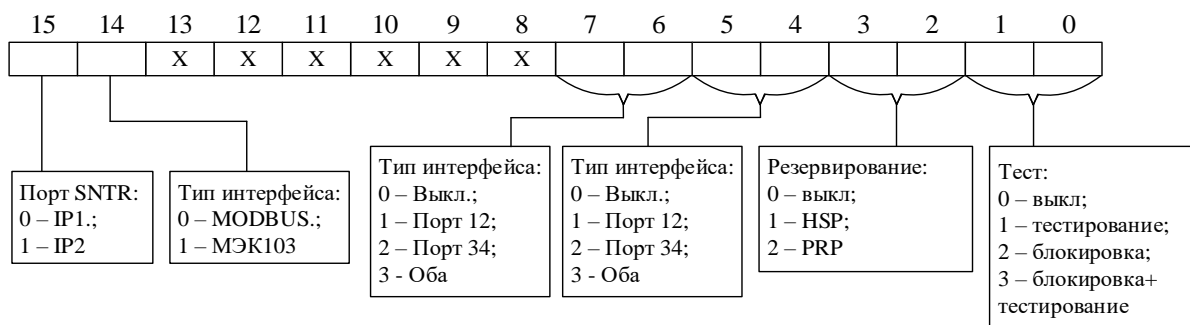 15 14 13 12 11 10 9 8 7 6 5 4 3 2 1 0
X X X X X X
Порт SNTR:
0 – IP1.;
1 – IP2
Тип интерфейса:
0 – MODBUS.;
1 – МЭК103
Тип интерфейса:
0 – Выкл.;
1 – Порт 12;
2 – Порт 34;
3 - Оба
Тип интерфейса:
0 – Выкл.;
1 – Порт 12;
2 – Порт 34;
3 - Оба
Резервирование:
0 – выкл;
1 – HSP;
2 – PRP
Тест:
0 – выкл;
1 – тестирование;
2 – блокировка;
3 – блокировка+
тестирование